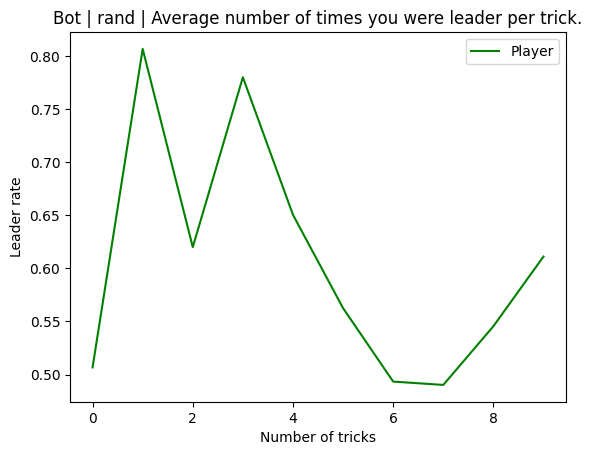 Bot | rand | Average number of times you were leader per trick.
Player
Leader rate
0.80
0.75
0.70
0.65
0.60
0.55
0.50
0 2 4 6 8
Number of tricks